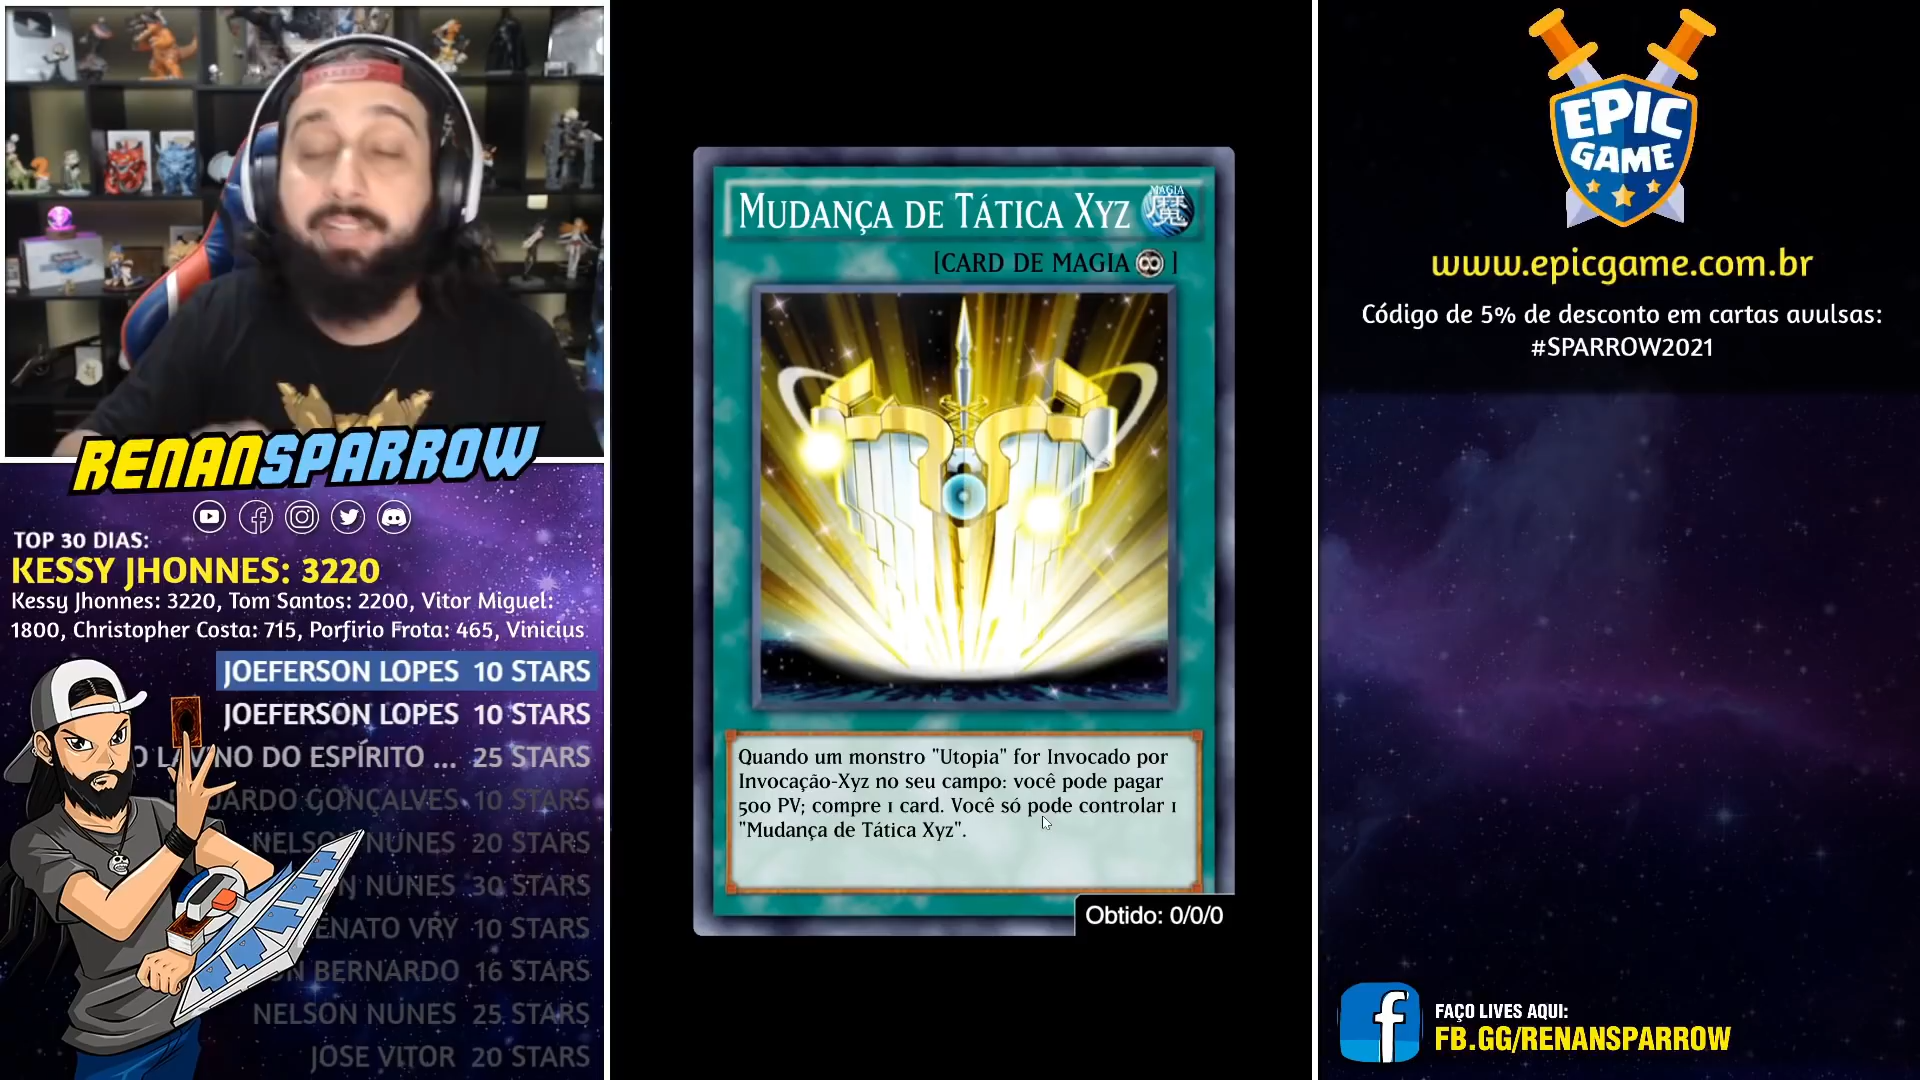 RENANSPARROW
TOP 30 DIAS:
KESSY JHONNES: 3220
Kessy Jhonnes: 3220, Tom Santos: 2200, Vitor Miguel:
1800, Christopher Costa: 715, Porfirio Frota: 465, Vinicius
JOEFERSON LOPES 10 STARS
JOEFERSON LOPES 10 STARS
DO ESPÍRITO ... 25 STARS
GONÇALVES 10 STARS
NUNES 20 STARS
NUNES 30 STARS
VRY 10 STARS
BERNARDO 16 STARS
NELSON NUNES 25 STARS
JOSE VITOR 20 STARS
MUDANÇA DE TÁTICA XYZ
MAGIA
魔
[CARD DE MAGIA ]
Quando um monstro "Utopia" for Invocado por
Invocação-Xyz no seu campo: você pode pagar
500 PV; compre 1 card. Você só pode controlar 1
"Mudança de Tática Xyz".
Obtido: 0/0/0
EPIC
GAME
www.epicgame.com.br
Código de 5% de desconto em cartas avulsas:
#SPARROW2021
FAÇO LIVES AQUI:
FB.GG/RENANSPARROW